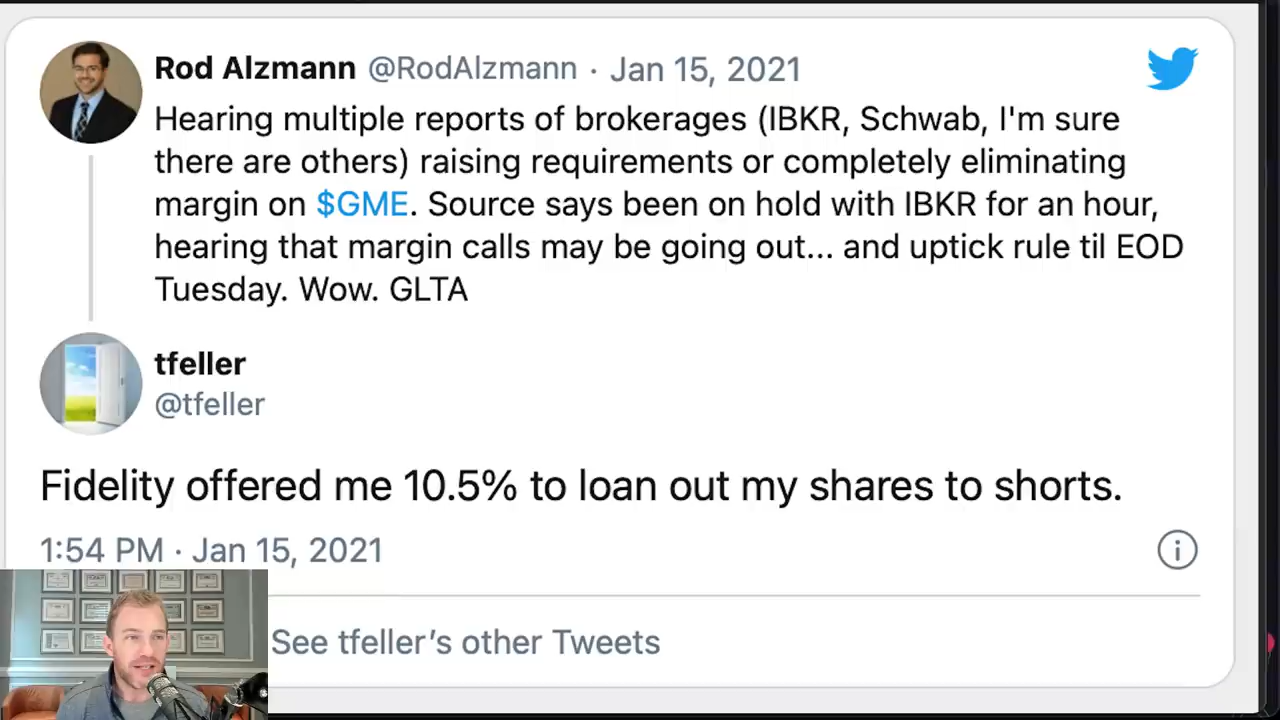 Rod Alzmann @RodAlzmann · Jan 15, 2021
Hearing multiple reports of brokerages (IBKR, Schwab, I'm sure
there are others) raising requirements or completely eliminating
margin on $GME. Source says been on hold with IBKR for an hour,
hearing that margin calls may be going out... and uptick rule til EOD
Tuesday. Wow. GLTA
tfeller
@tfeller
Fidelity offered me 10.5% to loan out my shares to shorts.
1:54 PM · Jan 15, 2021
See tfeller’s other Tweets